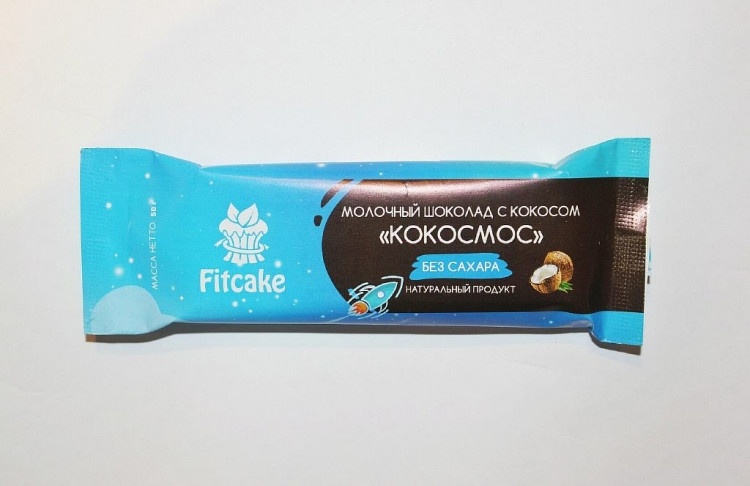 МАССА НЕТТО 50 г
Fitcake
МОЛОЧНЫЙ ШОКОЛАД С КОКОСОМ
«КОКОСМОС»
БЕЗ САХАРА
НАТУРАЛЬНЫЙ ПРОДУКТ